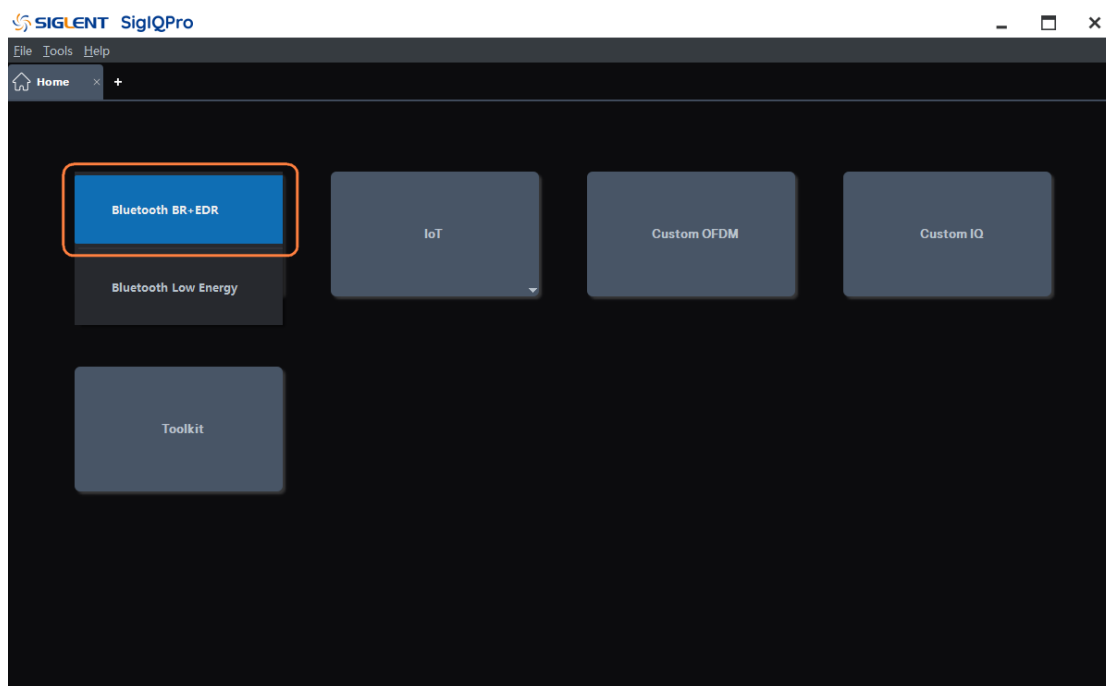 SIGLENT SigIQPro
File Tools Help
Home × +
Bluetooth BR+EDR
IoT
Custom OFDM
Custom IQ
Bluetooth Low Energy
Toolkit